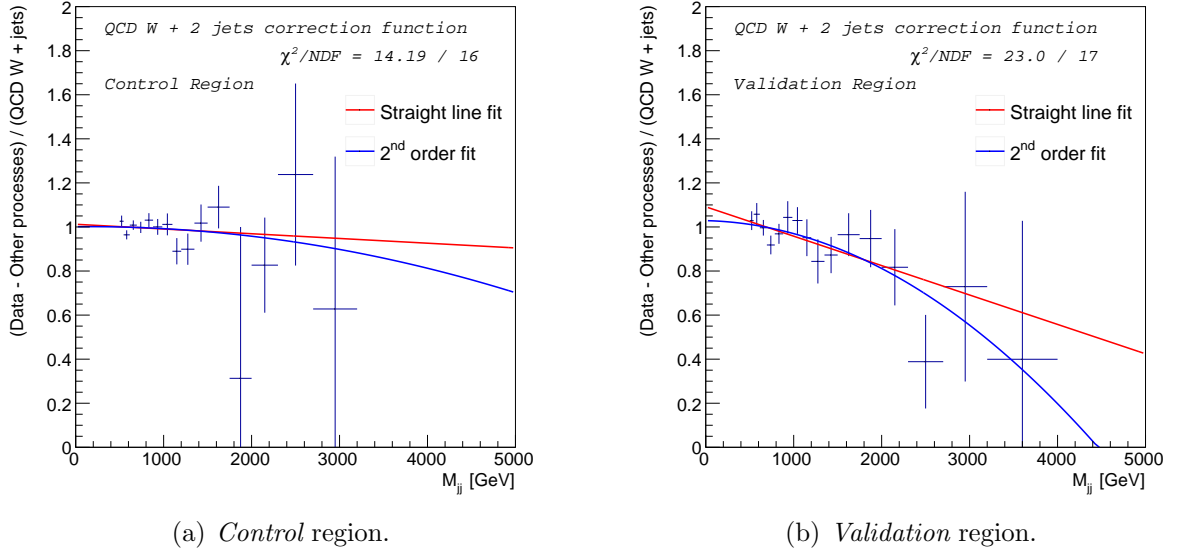 (Data - Other processes) / (QCD W + jets)
QCD W + 2 jets correction function
χ²/NDF = 14.19 / 16
Control Region
Straight line fit
2nd order fit
2
1.8
1.6
1.4
1.2
1
0.8
0.6
0.4
0.2
0
0 1000 2000 3000 4000 5000
Mjj [GeV]
(a) Control region.
(Data - Other processes) / (QCD W + jets)
QCD W + 2 jets correction function
χ²/NDF = 23.0 / 17
Validation Region
Straight line fit
2nd order fit
2
1.8
1.6
1.4
1.2
1
0.8
0.6
0.4
0.2
0
0 1000 2000 3000 4000 5000
Mjj [GeV]
(b) Validation region.